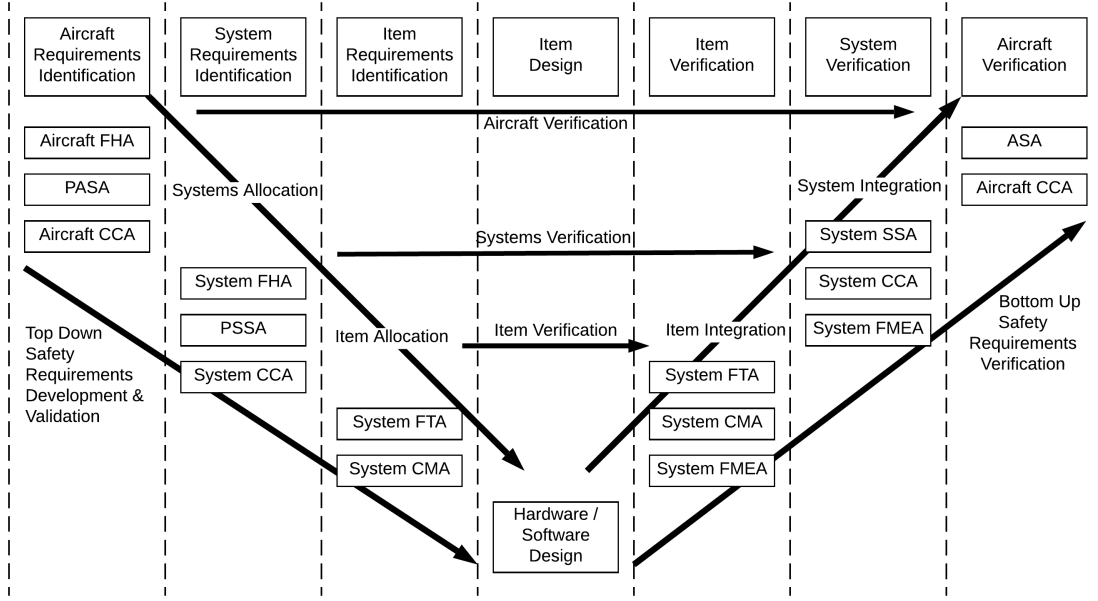 Aircraft
Requirements
Identification
System
Requirements
Identification
Item
Requirements
Identification
Item
Design
Item
Verification
System
Verification
Aircraft
Verification
Aircraft Verification
Aircraft FHA
PASA
Aircraft CCA
Systems Allocation
System FHA
PSSA
System CCA
Systems Verification
Item Allocation
Item Verification
Item Integration
System Integration
System FTA
System CMA
Hardware /
Software
Design
System FTA
System CMA
System FMEA
System SSA
System CCA
System FMEA
ASA
Aircraft CCA
Top Down
Safety
Requirements
Development &
Validation
Bottom Up
Safety
Requirements
Verification